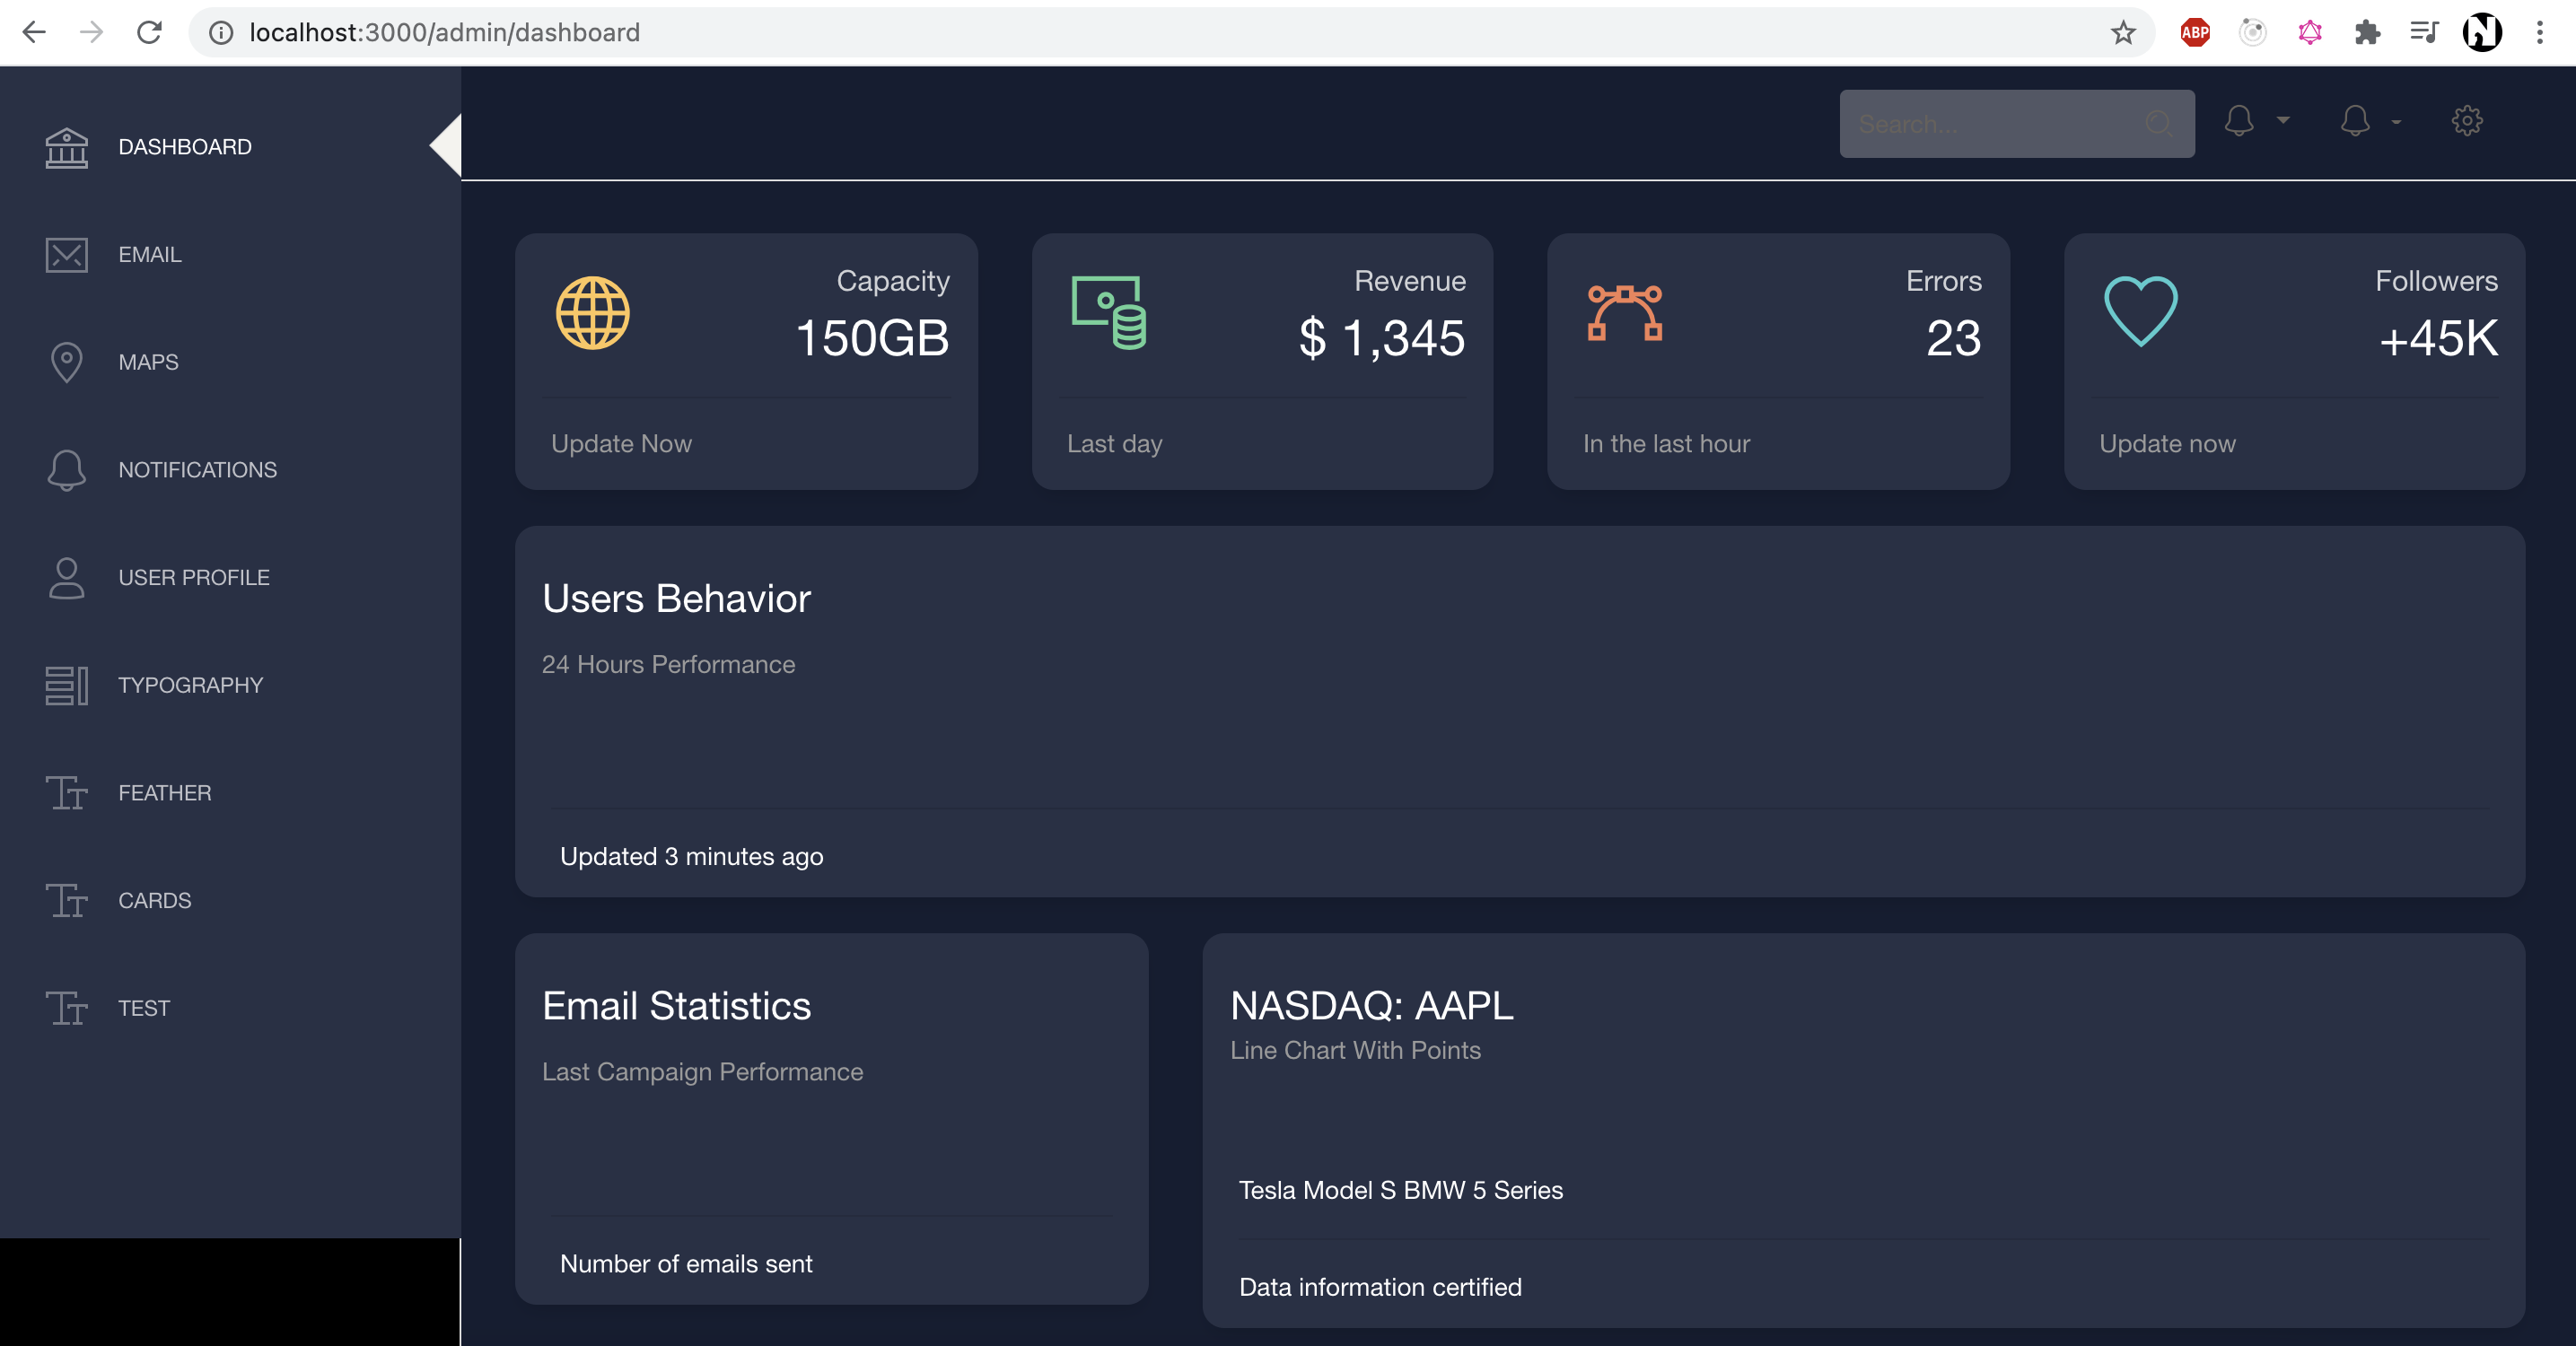 localhost:3000/admin/dashboard
ABP
DASHBOARD
EMAIL
MAPS
NOTIFICATIONS
USER PROFILE
TYPOGRAPHY
FEATHER
CARDS
TEST
Search...
Capacity
150GB
Update Now
Revenue
$ 1,345
Last day
Errors
23
In the last hour
Followers
+45K
Update now
Users Behavior
24 Hours Performance
Updated 3 minutes ago
Email Statistics
Last Campaign Performance
Number of emails sent
NASDAQ: AAPL
Line Chart With Points
Tesla Model S BMW 5 Series
Data information certified